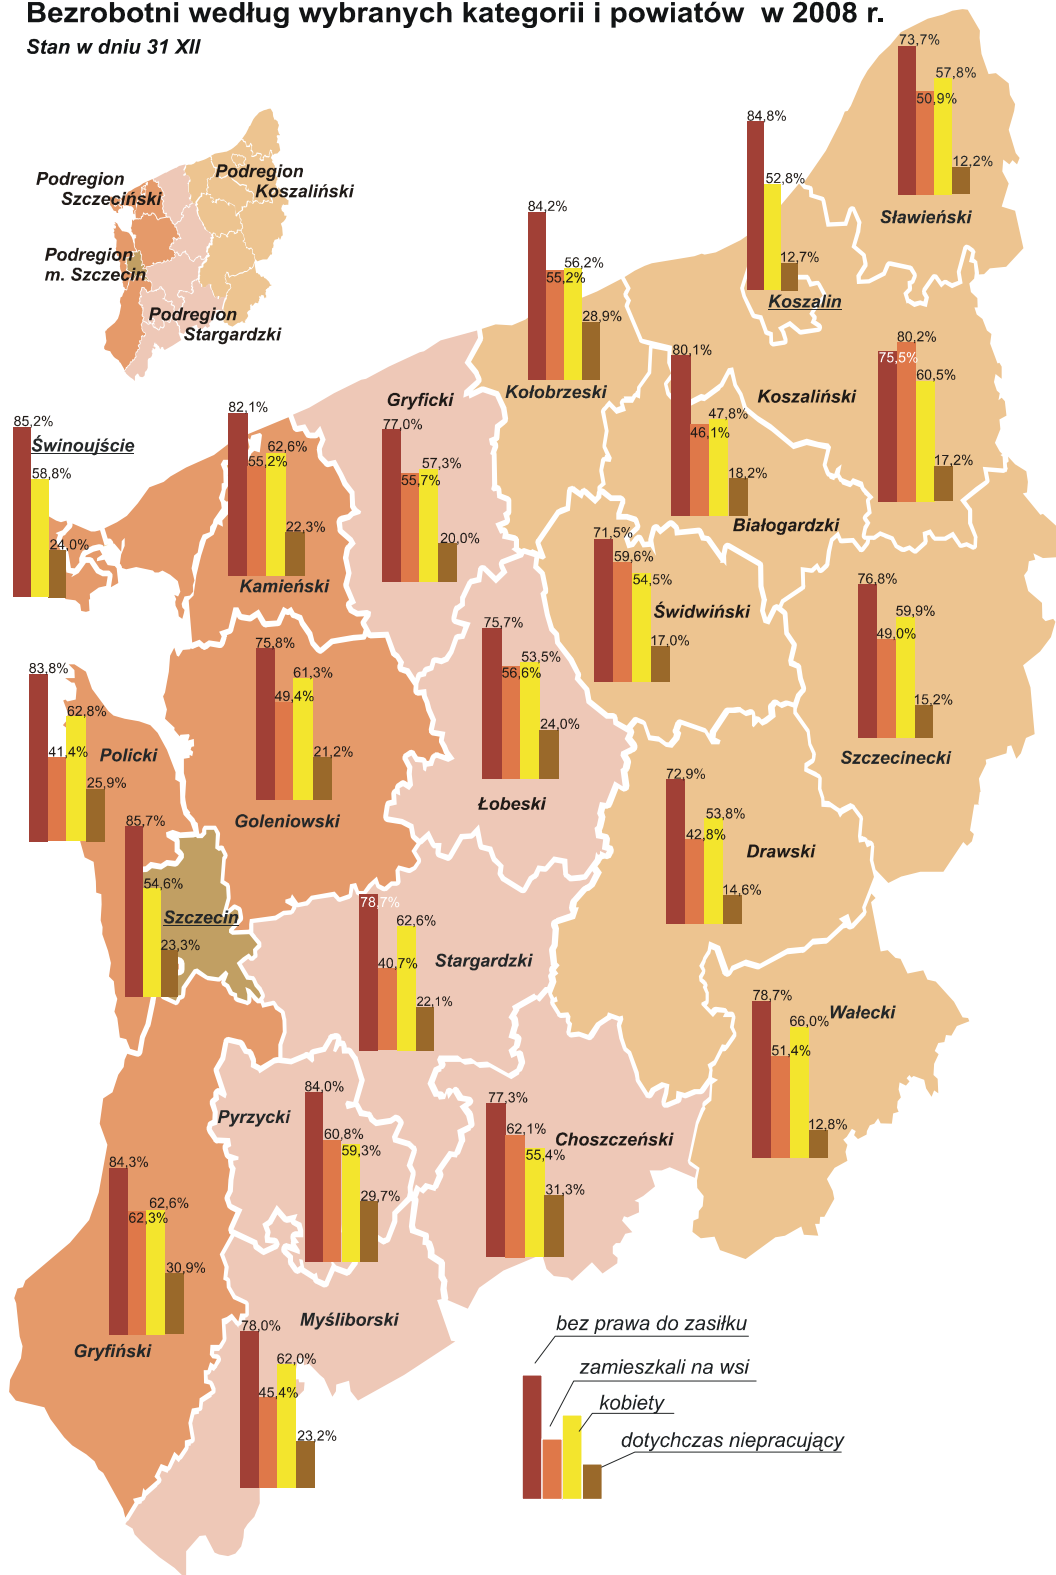 Bezrobotni według wybranych kategorii i powiatów w 2008 r.
Stan w dniu 31 XII
Podregion
Szczeciński
Podregion
Koszaliński
Podregion
m. Szczecin
Podregion
Stargardzki
73,7%
50,9%
57,8%
12,2%
Sławieński
84,8%
52,8%
12,7%
Koszalin
84,2%
55,2%
56,2%
28,9%
Kołobrzeski
75,5%
80,2%
60,5%
17,2%
Koszaliński
80,1%
46,1%
47,8%
18,2%
Białogardzki
77,0%
55,7%
57,3%
20,0%
Gryficki
82,1%
55,2%
62,6%
22,3%
Kamieński
85,2%
58,8%
24,0%
Świnoujście
71,5%
59,6%
54,5%
17,0%
Świdwiński
76,8%
49,0%
59,9%
15,2%
Szczecinecki
75,7%
56,6%
53,5%
24,0%
Łobeski
75,8%
49,4%
61,3%
21,2%
Goleniowski
83,8%
41,4%
62,8%
25,9%
Policki
85,7%
54,6%
23,3%
Szczecin
72,9%
42,8%
53,8%
14,6%
Drawski
78,7%
40,7%
62,6%
22,1%
Stargardzki
78,7%
51,4%
66,0%
12,8%
Wałecki
84,0%
60,8%
59,3%
29,7%
Pyrzycki
77,3%
62,1%
55,4%
31,3%
Choszczeński
84,3%
62,3%
62,6%
30,9%
Gryfiński
78,0%
45,4%
62,0%
23,2%
Myśliborski
bez prawa do zasiłku
zamieszkali na wsi
kobiety
dotychczas niepracujący